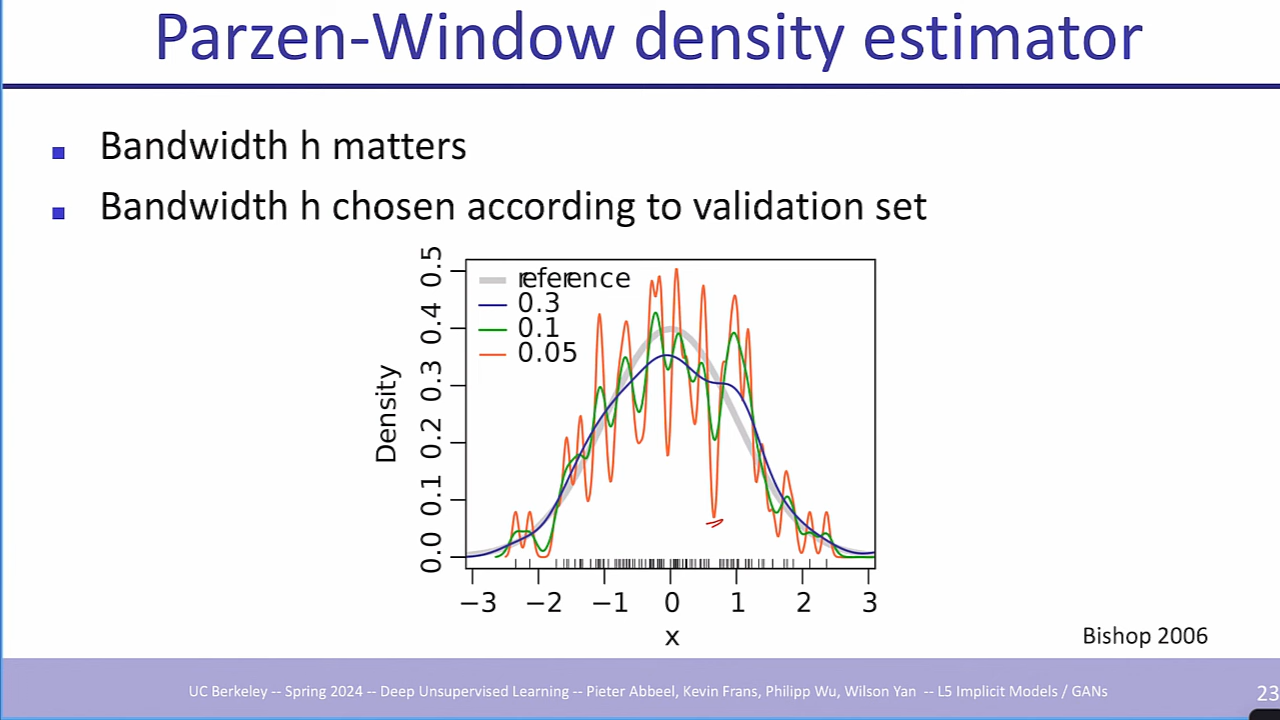 Parzen-Window density estimator
Bandwidth h matters
Bandwidth h chosen according to validation set
reference
0.3
0.1
0.05
Density
0.0 0.1 0.2 0.3 0.4 0.5
−3 −2 −1 0 1 2 3
x
Bishop 2006
UC Berkeley -- Spring 2024 -- Deep Unsupervised Learning -- Pieter Abbeel, Kevin Frans, Philipp Wu, Wilson Yan -- L5 Implicit Models / GANs
23